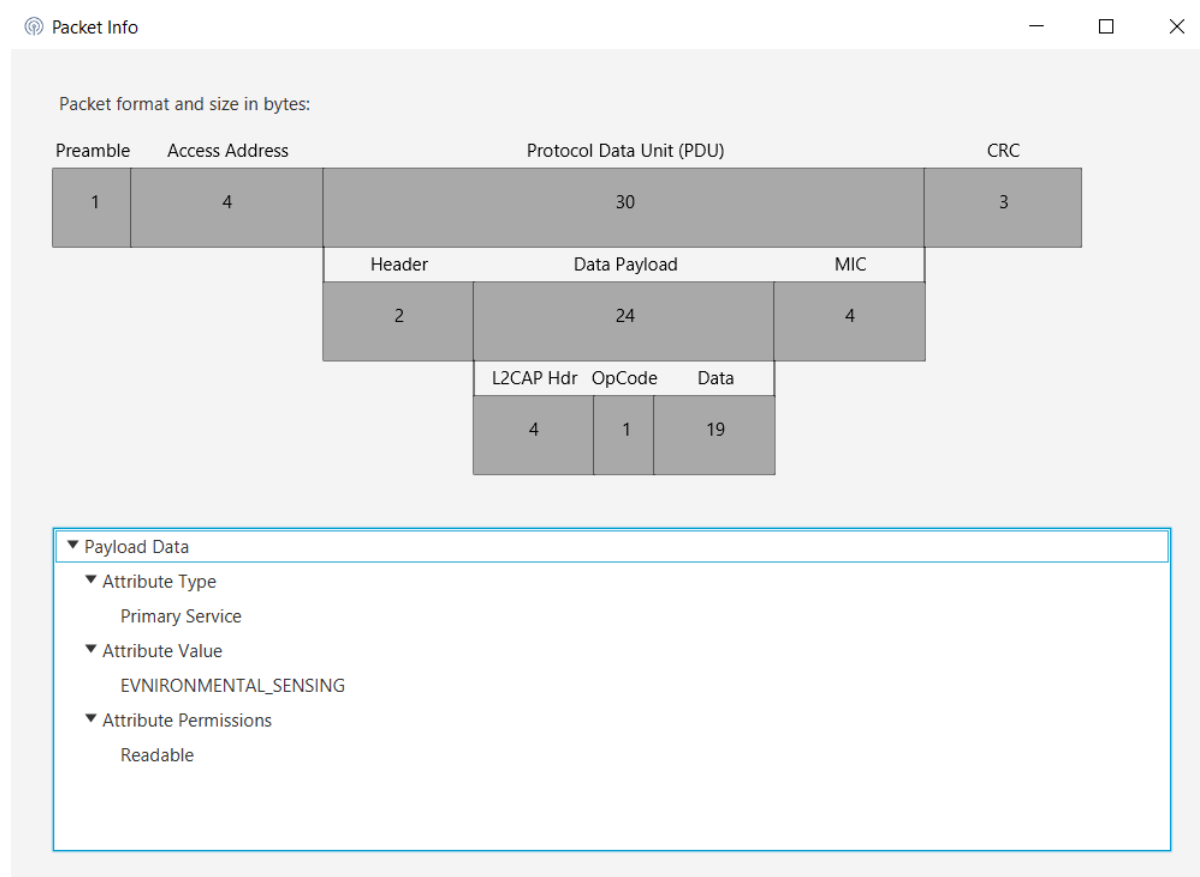 Packet Info
Packet format and size in bytes:
Preamble Access Address Protocol Data Unit (PDU) CRC
1 4 30 3
Header Data Payload MIC
2 24 4
L2CAP Hdr OpCode Data
4 1 19
Payload Data
Attribute Type
Primary Service
Attribute Value
EVNIRONMENTAL_SENSING
Attribute Permissions
Readable